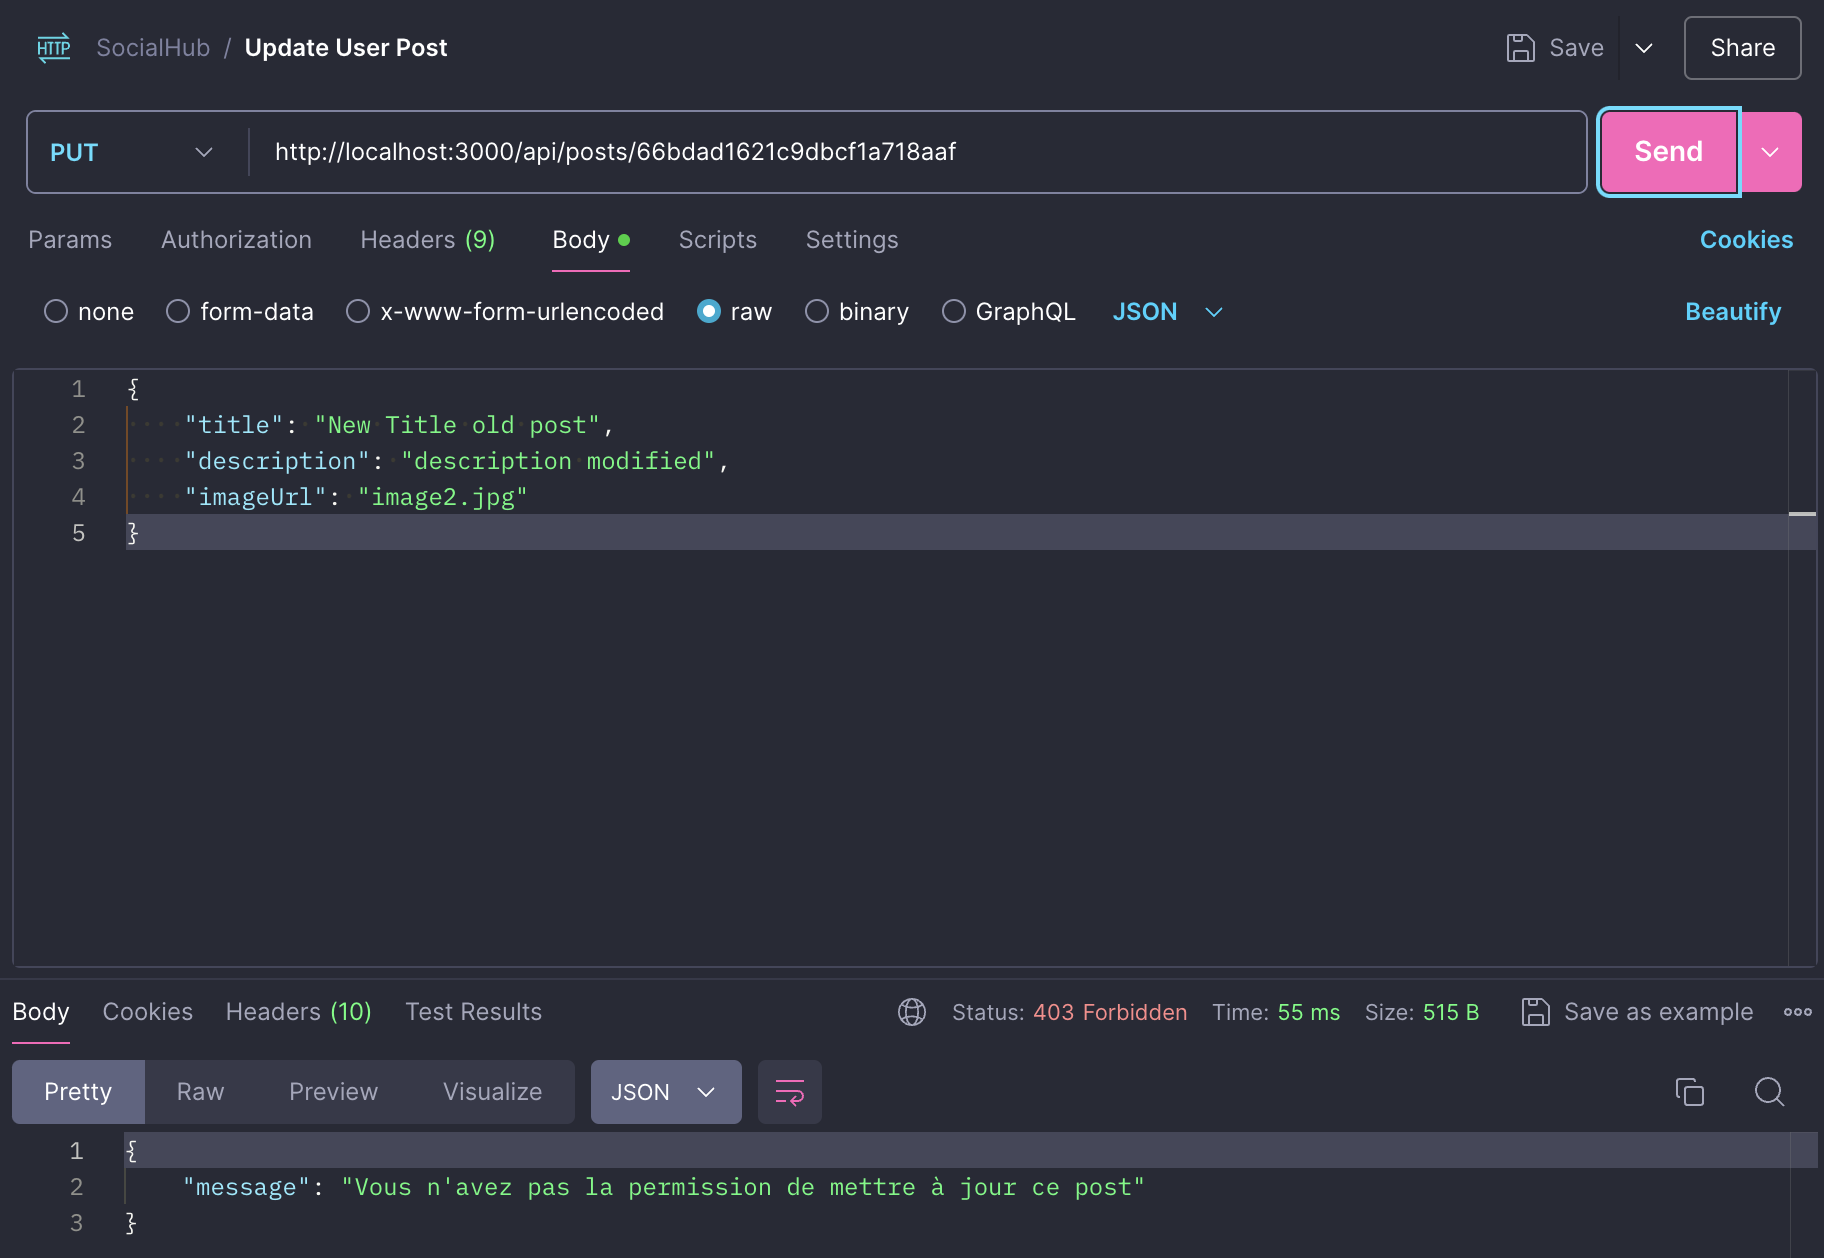 HTTP SocialHub / Update User Post Save Share
PUT http://localhost:3000/api/posts/66bdad1621c9dbcf1a718aaf Send
Params Authorization Headers (9) Body Scripts Settings Cookies
none form-data x-www-form-urlencoded raw binary GraphQL JSON Beautify
1 {
2 "title": "New Title old post",
3 "description": "description modified",
4 "imageUrl": "image2.jpg"
5 }
Body Cookies Headers (10) Test Results Status: 403 Forbidden Time: 55 ms Size: 515 B Save as example
Pretty Raw Preview Visualize JSON
1 {
2 "message": "Vous n'avez pas la permission de mettre à jour ce post"
3 }